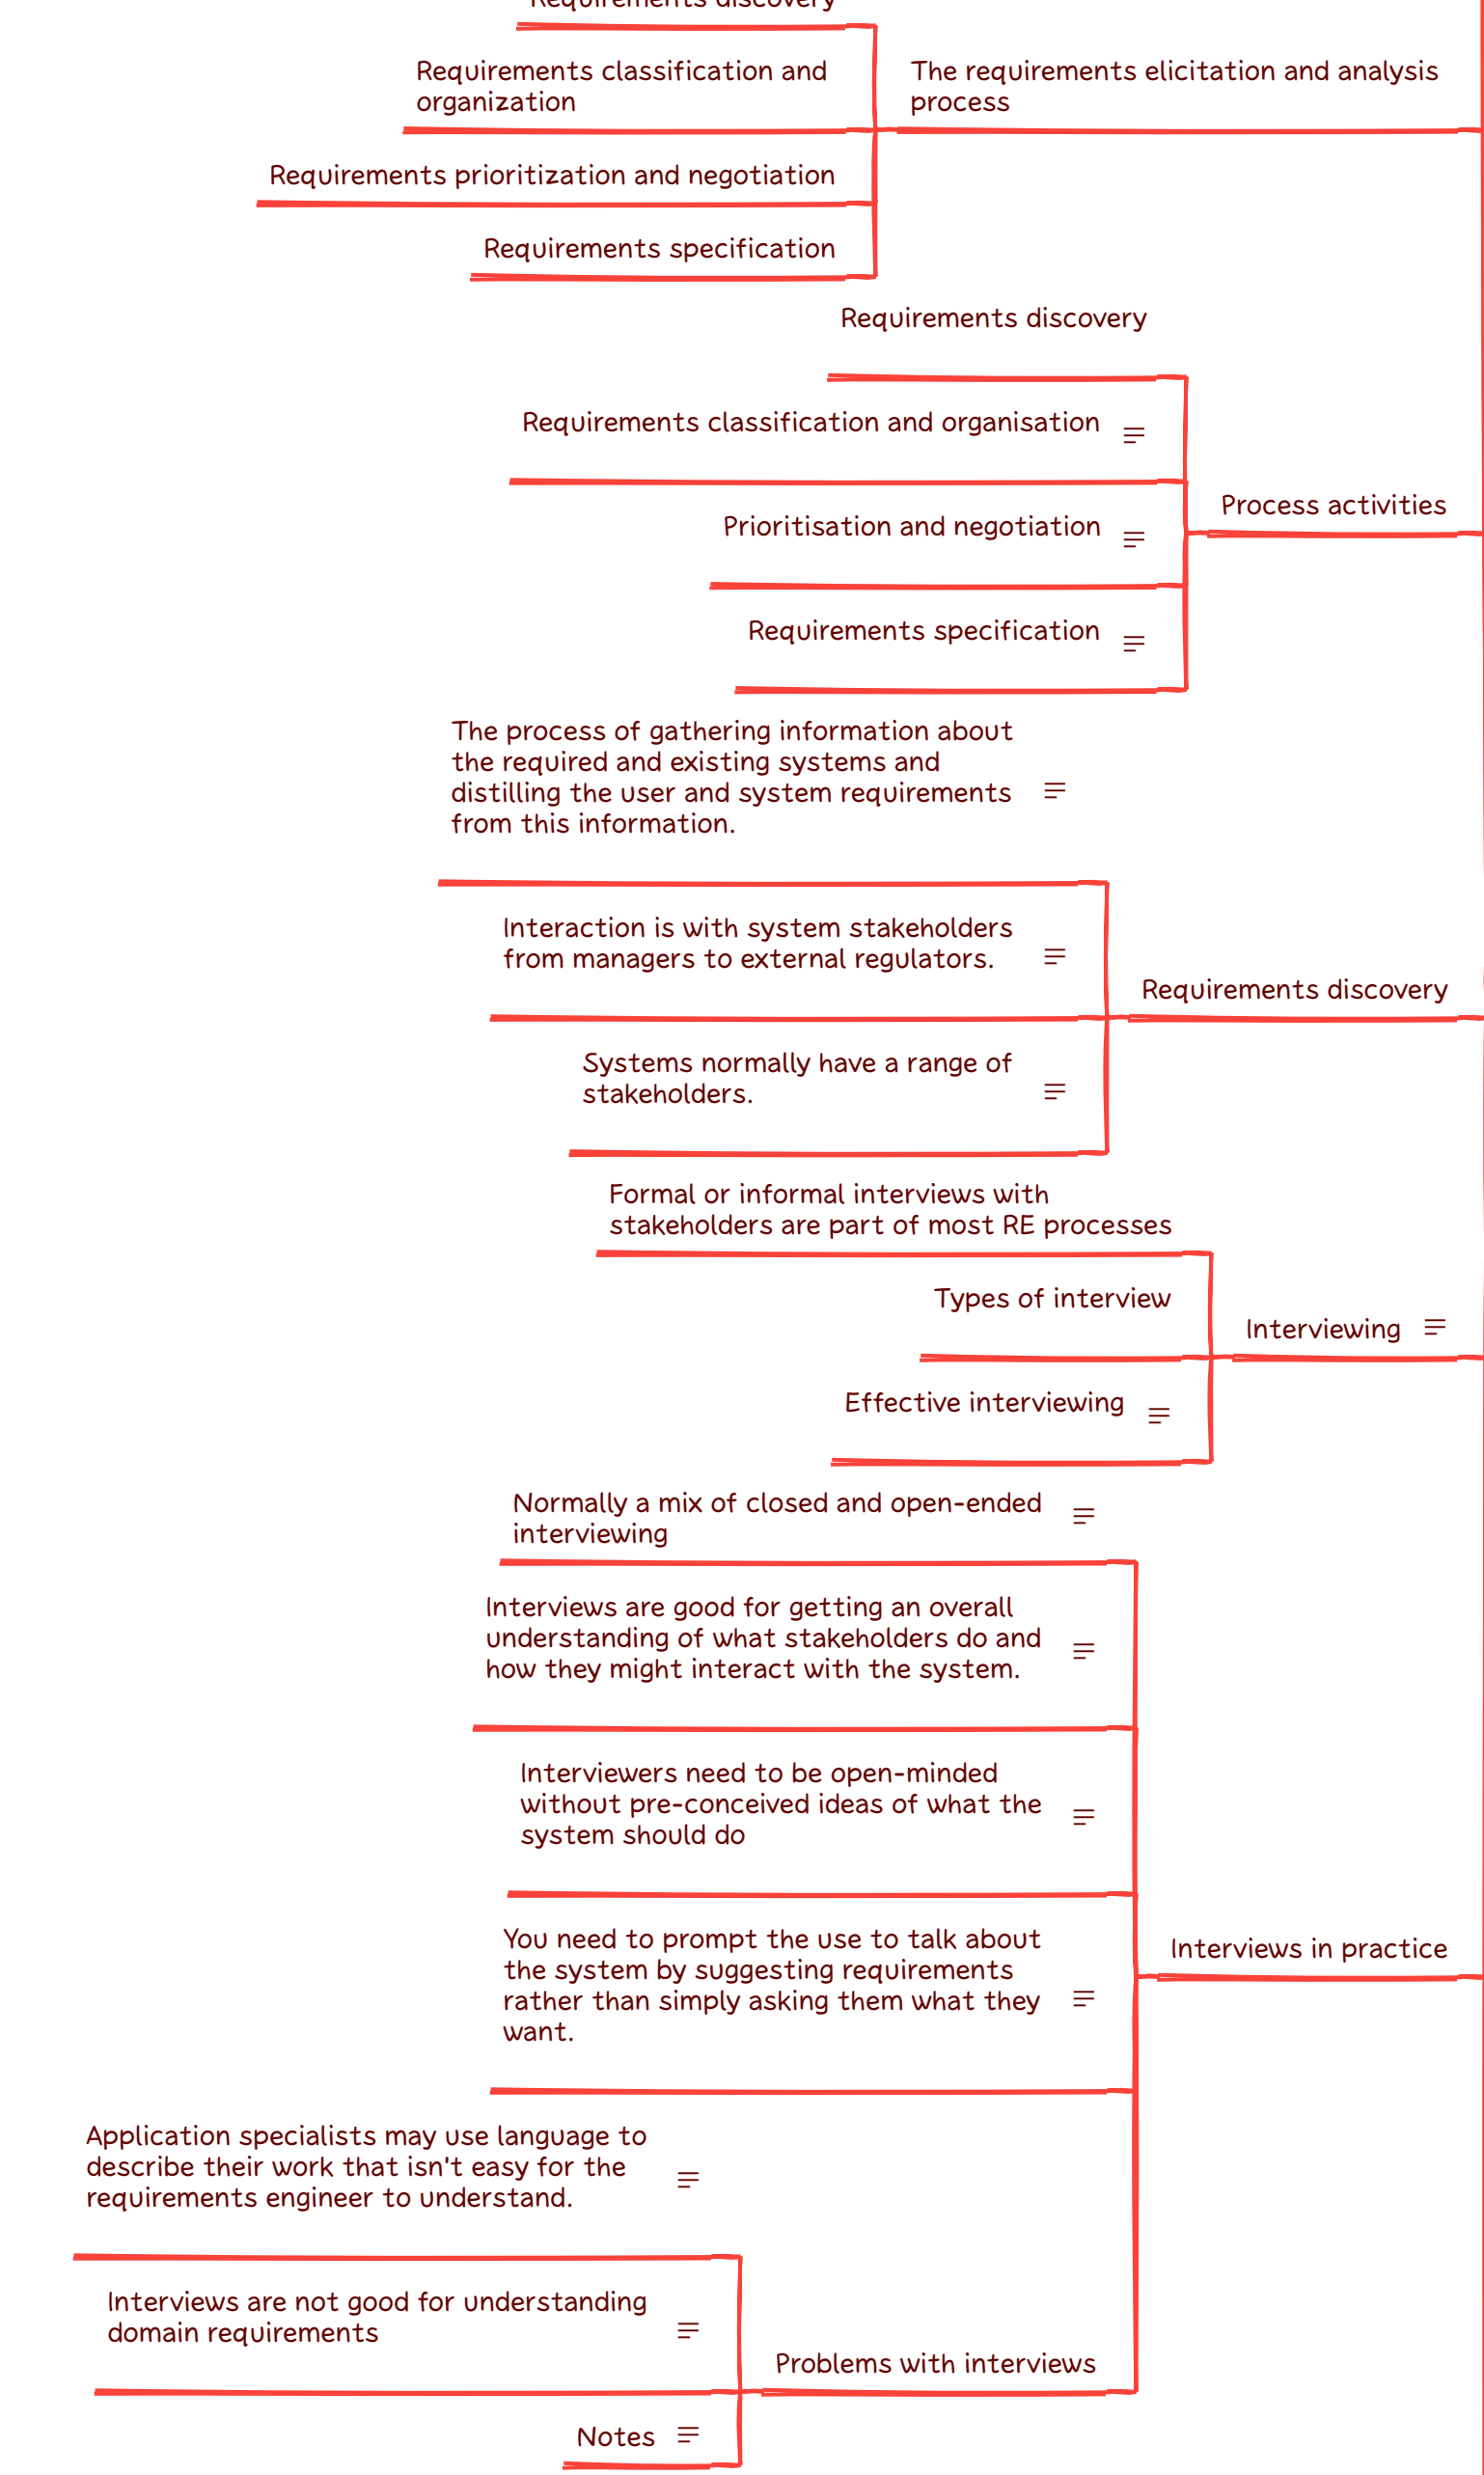 Requirements discovery
Requirements classification and
organization
The requirements elicitation and analysis
process
Requirements prioritization and negotiation
Requirements specification
Requirements discovery
Requirements classification and organisation
Process activities
Prioritisation and negotiation
Requirements specification
The process of gathering information about
the required and existing systems and
distilling the user and system requirements
from this information.
Interaction is with system stakeholders
from managers to external regulators.
Requirements discovery
Systems normally have a range of
stakeholders.
Formal or informal interviews with
stakeholders are part of most RE processes
Types of interview
Interviewing
Effective interviewing
Normally a mix of closed and open-ended
interviewing
Interviews are good for getting an overall
understanding of what stakeholders do and
how they might interact with the system.
Interviewers need to be open-minded
without pre-conceived ideas of what the
system should do
You need to prompt the use to talk about
the system by suggesting requirements
rather than simply asking them what they
want.
Interviews in practice
Application specialists may use language to
describe their work that isn't easy for the
requirements engineer to understand.
Interviews are not good for understanding
domain requirements
Problems with interviews
Notes